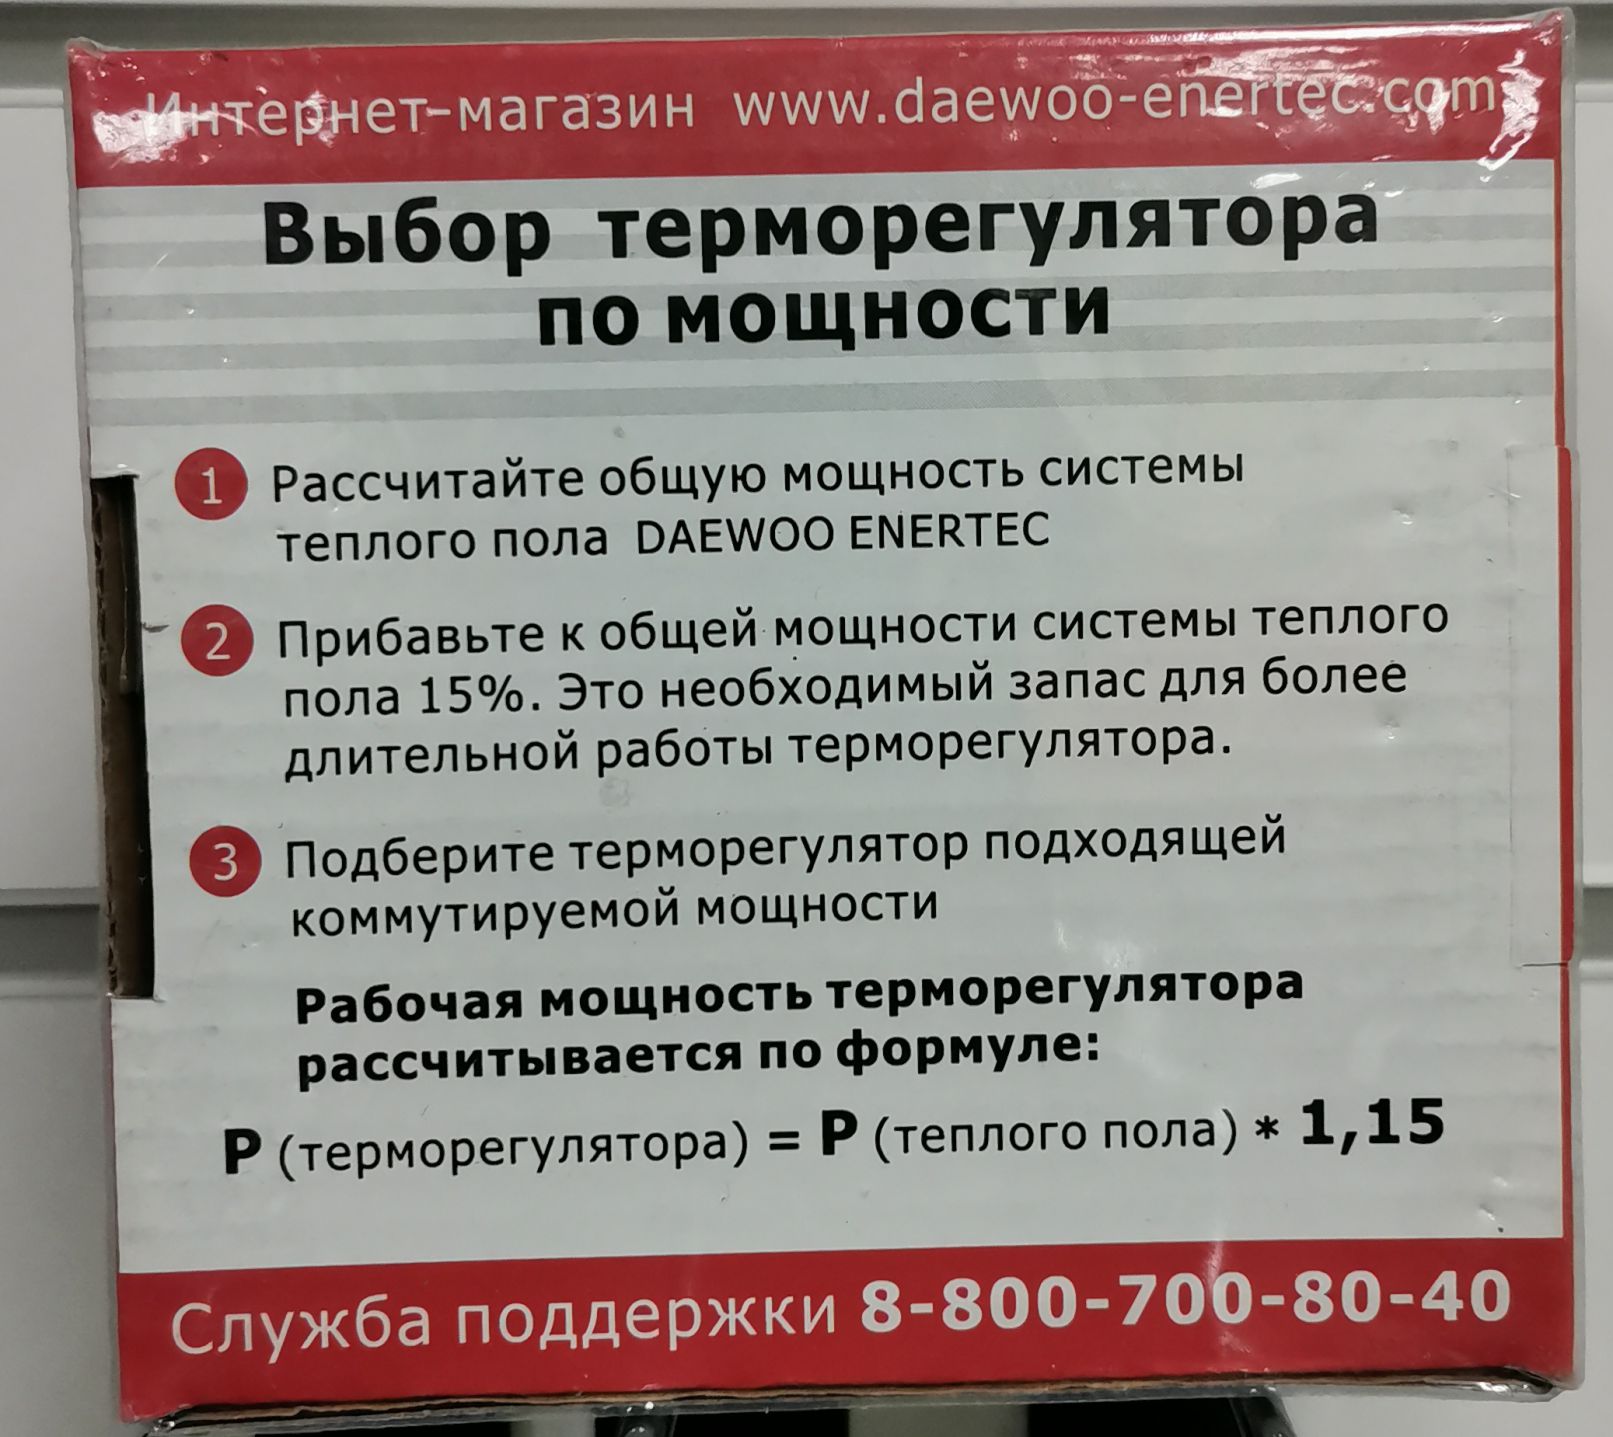 Интернет-магазин www.daewoo-enertec.com
Выбор терморегулятора
по мощности
1 Рассчитайте общую мощность системы
теплого пола DAEWOO ENERTEC
2 Прибавьте к общей мощности системы теплого
пола 15%. Это необходимый запас для более
длительной работы терморегулятора.
3 Подберите терморегулятор подходящей
коммутируемой мощности
Рабочая мощность терморегулятора
рассчитывается по формуле:
P (терморегулятора) = P (теплого пола) * 1,15
Служба поддержки 8-800-700-80-40